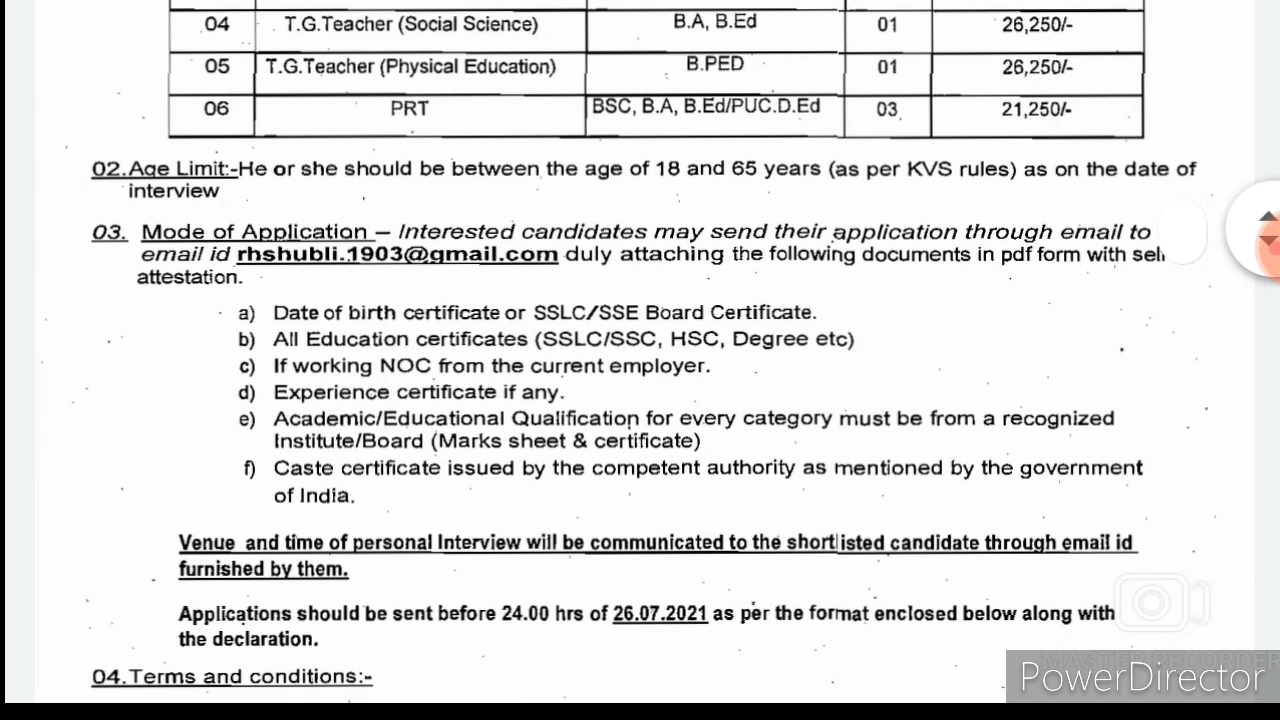 04 T.G.Teacher (Social Science) B.A, B.Ed 01 26,250/-
05 T.G.Teacher (Physical Education) B.PED 01 26,250/-
06 PRT BSC, B.A, B.Ed/PUC.D.Ed 03 21,250/-
02.Age Limit:-He or she should be between the age of 18 and 65 years (as per KVS rules) as on the date of
interview
03. Mode of Application – Interested candidates may send their application through email to
email id rhshubli.1903@gmail.com duly attaching the following documents in pdf form with
attestation.
a) Date of birth certificate or SSLC/SSE Board Certificate.
b) All Education certificates (SSLC/SSC, HSC, Degree etc)
c) If working NOC from the current employer.
d) Experience certificate if any.
e) Academic/Educational Qualification for every category must be from a recognized
Institute/Board (Marks sheet & certificate)
f) Caste certificate issued by the competent authority as mentioned by the government
of India.
Venue and time of personal Interview will be communicated to the shortlisted candidate through email id
furnished by them.
Applications should be sent before 24.00 hrs of 26.07.2021 as per the format enclosed below along with
the declaration.
04.Terms and conditions:-
MASTER RECORDER
PowerDirector